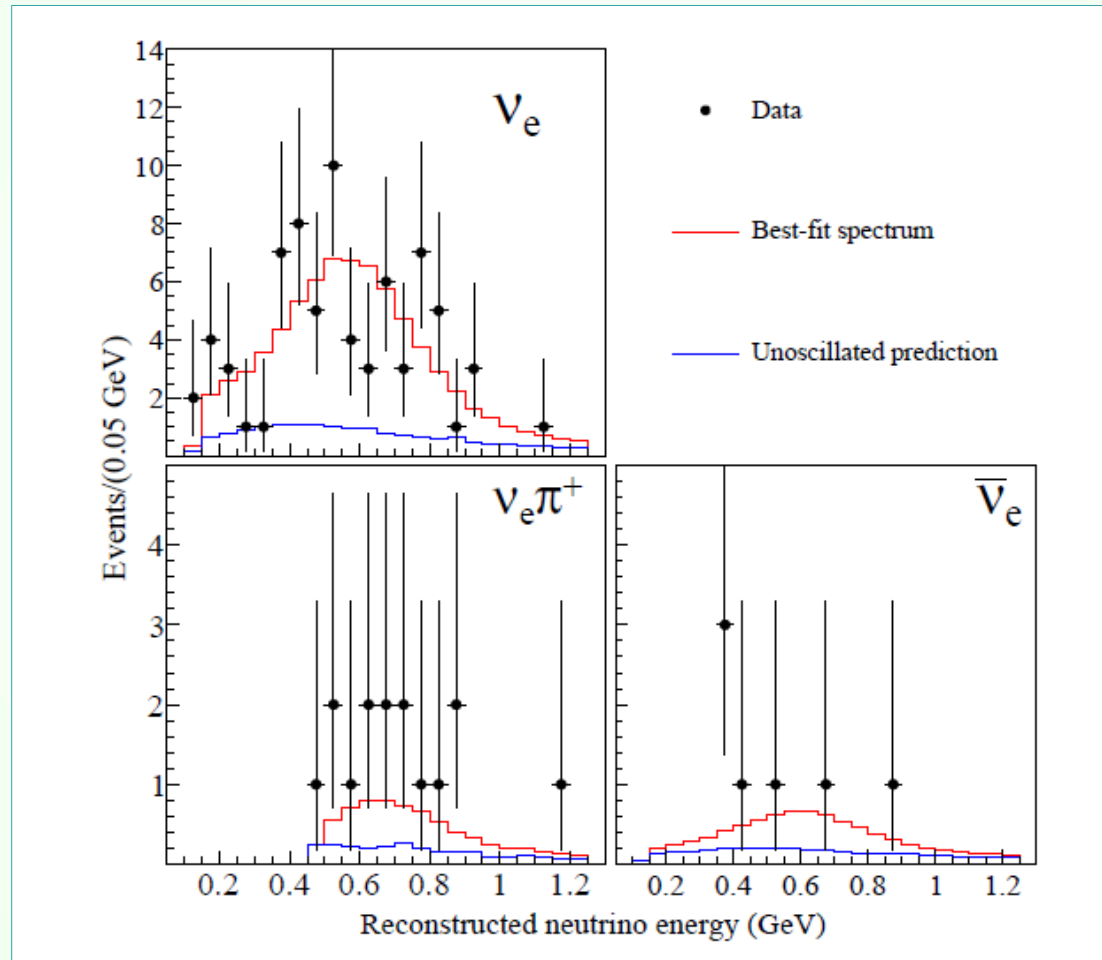 Events/(0.05 GeV)
14
12
10
8
6
4
2
νe
Data
Best-fit spectrum
Unoscillated prediction
4
3
2
1
νeπ+
ν̄e
0.2 0.4 0.6 0.8 1 1.2
0.2 0.4 0.6 0.8 1 1.2
Reconstructed neutrino energy (GeV)